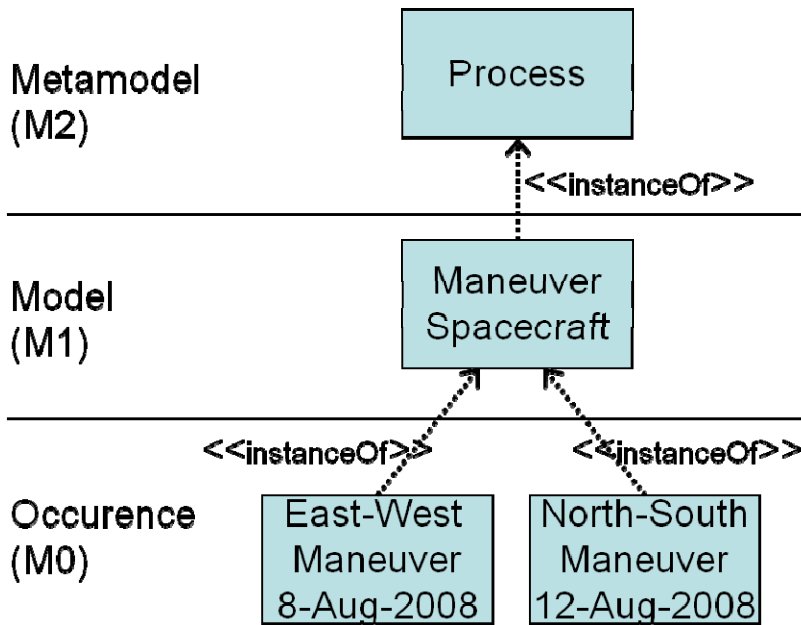 Metamodel
(M2)
Process
<<instanceOf>>
Model
(M1)
Maneuver
Spacecraft
<<instanceOf>>
<<instanceOf>>
Occurence
(M0)
East-West
Maneuver
8-Aug-2008
North-South
Maneuver
12-Aug-2008